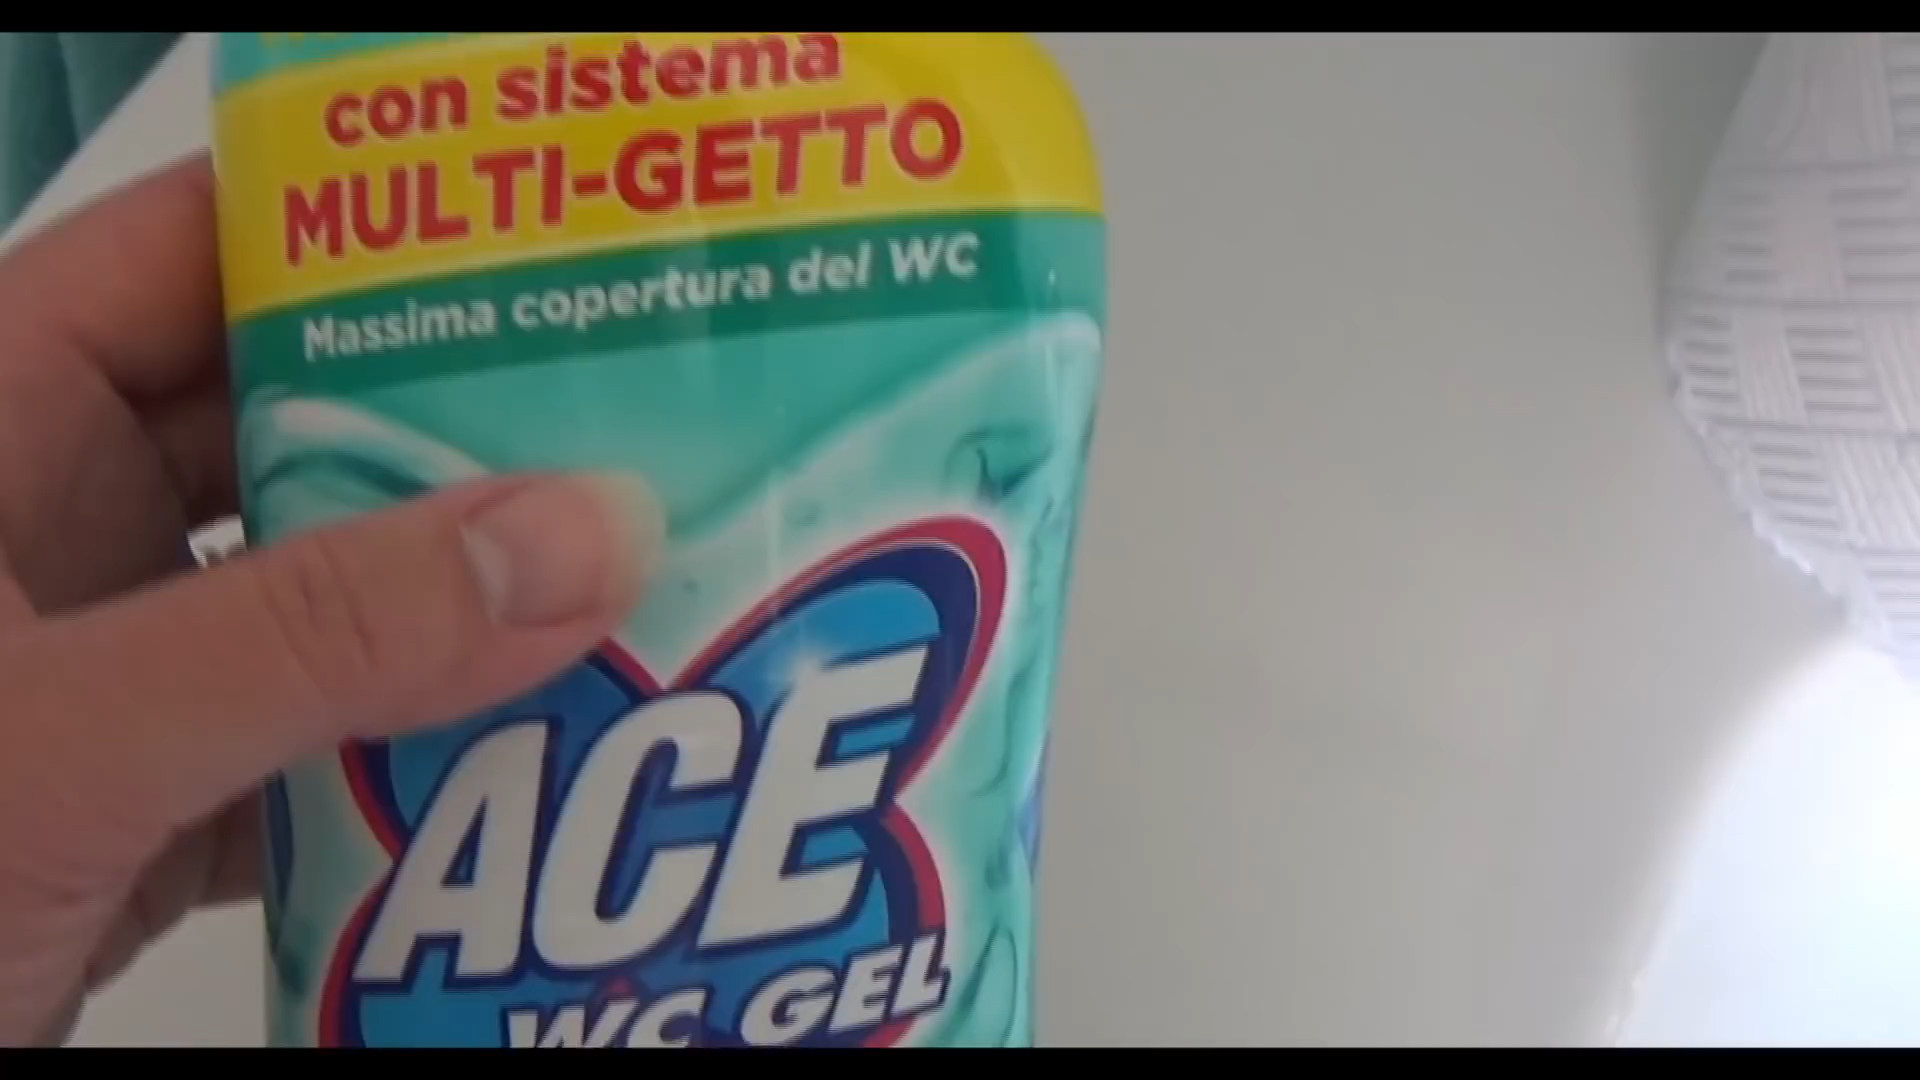 con sistema
MULTI-GETTO
Massima copertura del WC
ACE
WC GEL